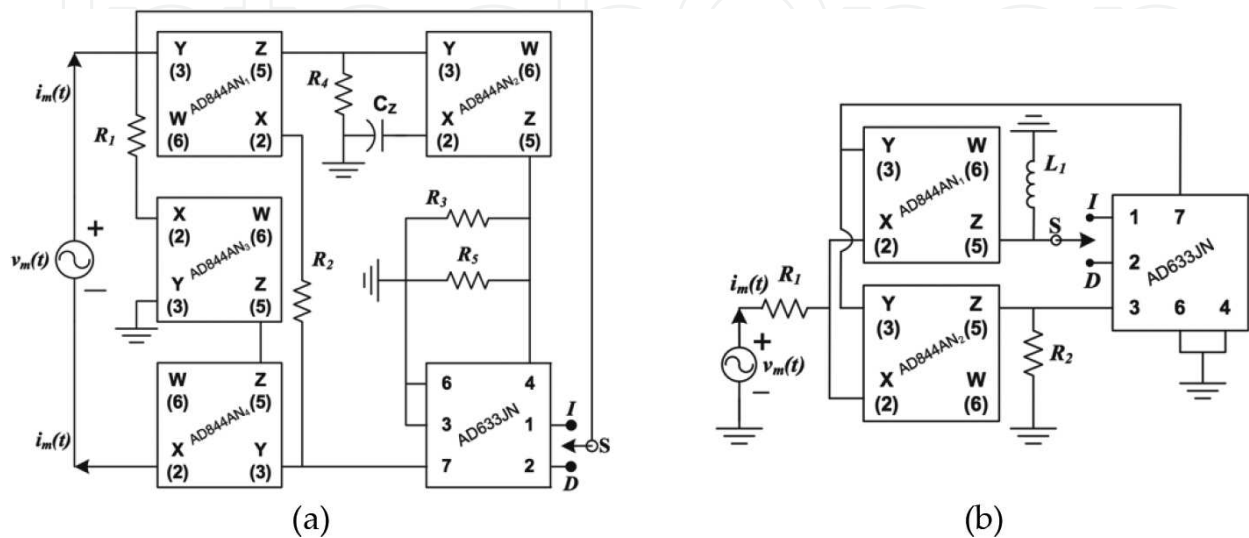 Y Z Y W
(3) (5) (3) (6)
AD844AN1
W X
(6) (2)
R4
CZ
AD844AN2
X Z
(2) (5)
im(t)
R1
+
vm(t)
−
X W
(2) (6)
AD844AN3
Y Z
(3) (5)
R2
R3
R5
W Z
(6) (5)
AD844AN4
X Y
(2) (3)
im(t)
6 4
3 1
7 2
AD633JN
I
S
D
(a)
Y W
(3) (6)
AD844AN1
X Z
(2) (5)
L1
I
S
D
1 7
2
3 6 4
AD633JN
im(t) R1
+
vm(t)
−
Y Z
(3) (5)
AD844AN2
X W
(2) (6)
R2
(b)